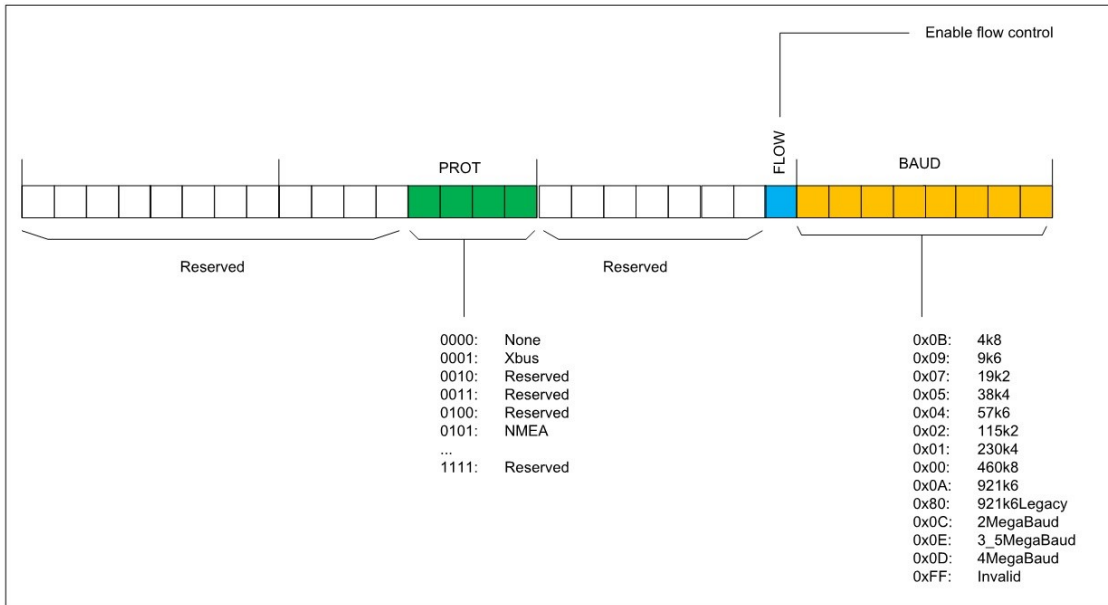 Enable flow control
PROT
FLOW
BAUD
Reserved
Reserved
0000: None
0001: Xbus
0010: Reserved
0011: Reserved
0100: Reserved
0101: NMEA
...
1111: Reserved
0x0B: 4k8
0x09: 9k6
0x07: 19k2
0x05: 38k4
0x04: 57k6
0x02: 115k2
0x01: 230k4
0x00: 460k8
0x0A: 921k6
0x80: 921k6Legacy
0x0C: 2MegaBaud
0x0E: 3_5MegaBaud
0x0D: 4MegaBaud
0xFF: Invalid